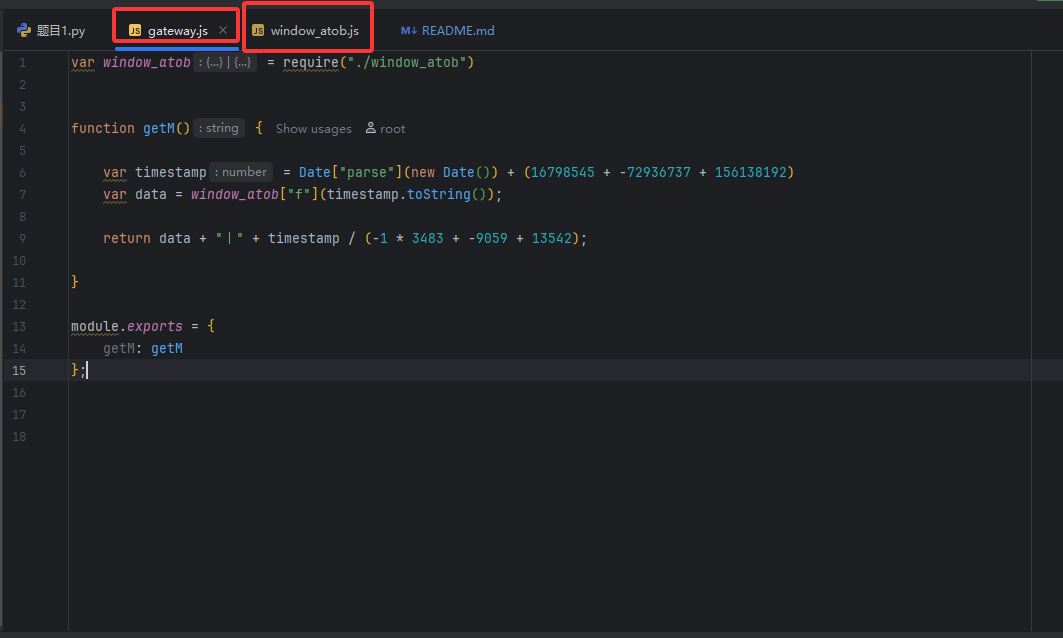 题目1.py gateway.js window_atob.js README.md
1 var window_atob : {...} | {...} = require("./window_atob")
2
3
4 function getM() : string { Show usages root
5
6 var timestamp : number = Date["parse"](new Date()) + (16798545 + -72936737 + 156138192)
7 var data = window_atob["f"](timestamp.toString());
8
9 return data + "|" + timestamp / (-1 * 3483 + -9059 + 13542);
10
11 }
12
13 module.exports = {
14 getM: getM
15 };
16
17
18